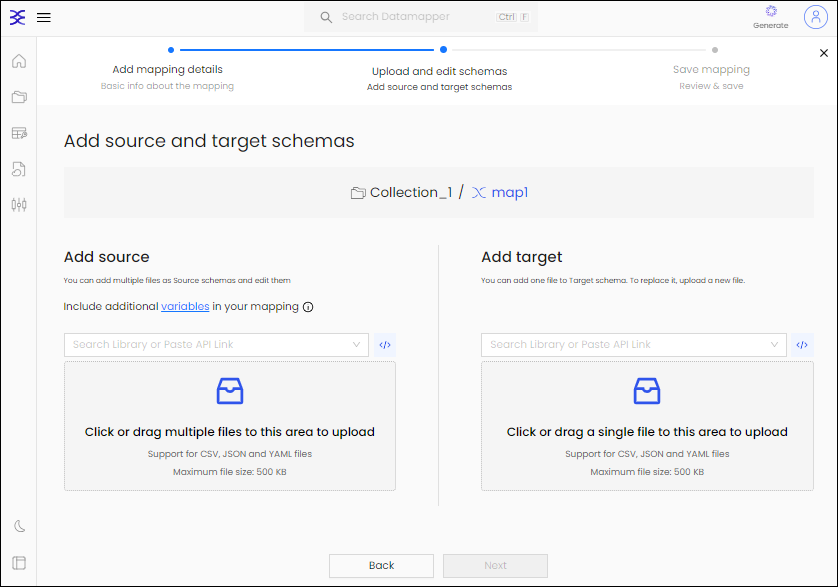 Search Datamapper
Ctrl F
Generate
Add mapping details
Basic info about the mapping
Upload and edit schemas
Add source and target schemas
Save mapping
Review & save
Add source and target schemas
Collection_1 / map1
Add source
You can add multiple files as Source schemas and edit them
Include additional variables in your mapping
Search Library or Paste API Link
</>
Click or drag multiple files to this area to upload
Support for CSV, JSON and YAML files
Maximum file size: 500 KB
Add target
You can add one file to Target schema. To replace it, upload a new file.
Search Library or Paste API Link
</>
Click or drag a single file to this area to upload
Support for CSV, JSON and YAML files
Maximum file size: 500 KB
Back
Next